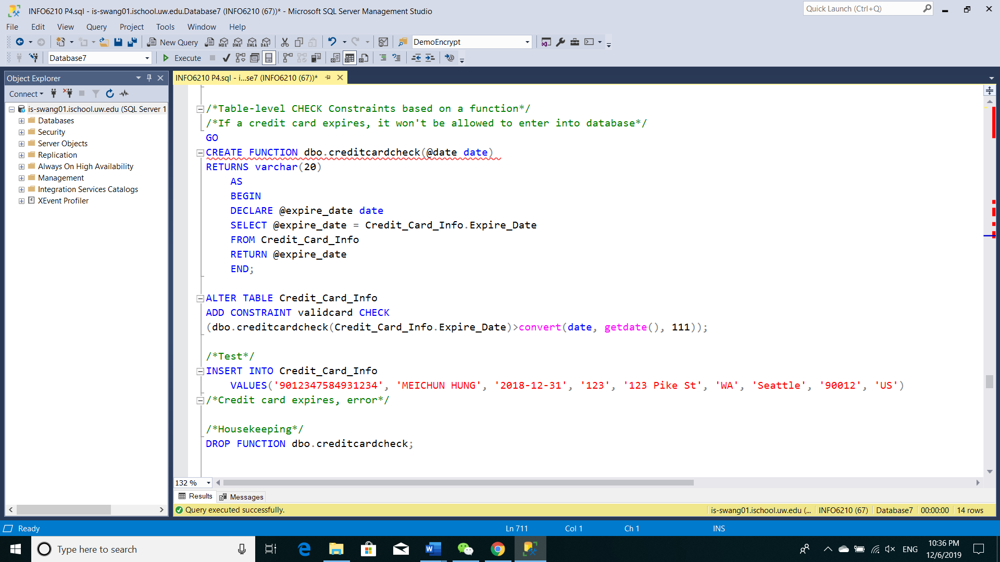 INFO6210 P4.sql - is-swang01.ischool.uw.edu.Database7 (INFO6210 (67))* - Microsoft SQL Server Management Studio
Quick Launch (Ctrl+Q)
File Edit View Query Project Tools Window Help
New Query MDX DMX XMLA DAX DemoEncrypt
Database7 Execute
Object Explorer
INFO6210 P4.sql - i...se7 (INFO6210 (67))*
Connect
is-swang01.ischool.uw.edu (SQL Server 1
Databases
Security
Server Objects
Replication
Always On High Availability
Management
Integration Services Catalogs
XEvent Profiler
/*Table-level CHECK Constraints based on a function*/
/*If a credit card expires, it won't be allowed to enter into database*/
GO
CREATE FUNCTION dbo.creditcardcheck(@date date)
RETURNS varchar(20)
AS
BEGIN
DECLARE @expire_date date
SELECT @expire_date = Credit_Card_Info.Expire_Date
FROM Credit_Card_Info
RETURN @expire_date
END;
ALTER TABLE Credit_Card_Info
ADD CONSTRAINT validcard CHECK
(dbo.creditcardcheck(Credit_Card_Info.Expire_Date)>convert(date, getdate(), 111));
/*Test*/
INSERT INTO Credit_Card_Info
VALUES('9012347584931234', 'MEICHUN HUNG', '2018-12-31', '123', '123 Pike St', 'WA', 'Seattle', '90012', 'US')
/*Credit card expires, error*/
/*Housekeeping*/
DROP FUNCTION dbo.creditcardcheck;
132 %
Results Messages
Query executed successfully.
is-swang01.ischool.uw.edu (... INFO6210 (67) Database7 00:00:00 14 rows
Ready Ln 711 Col 1 Ch 1 INS
Type here to search
ENG
10:36 PM
12/6/2019